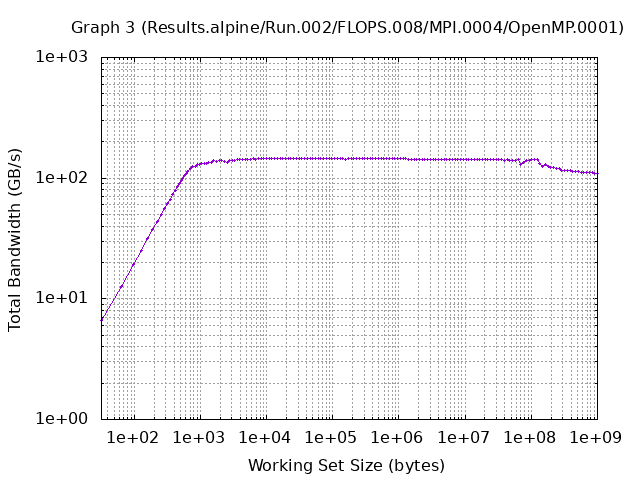 Graph 3 (Results.alpine/Run.002/FLOPS.008/MPI.0004/OpenMP.0001)
1e+03
1e+02
1e+01
1e+00
Total Bandwidth (GB/s)
1e+02 1e+03 1e+04 1e+05 1e+06 1e+07 1e+08 1e+09
Working Set Size (bytes)